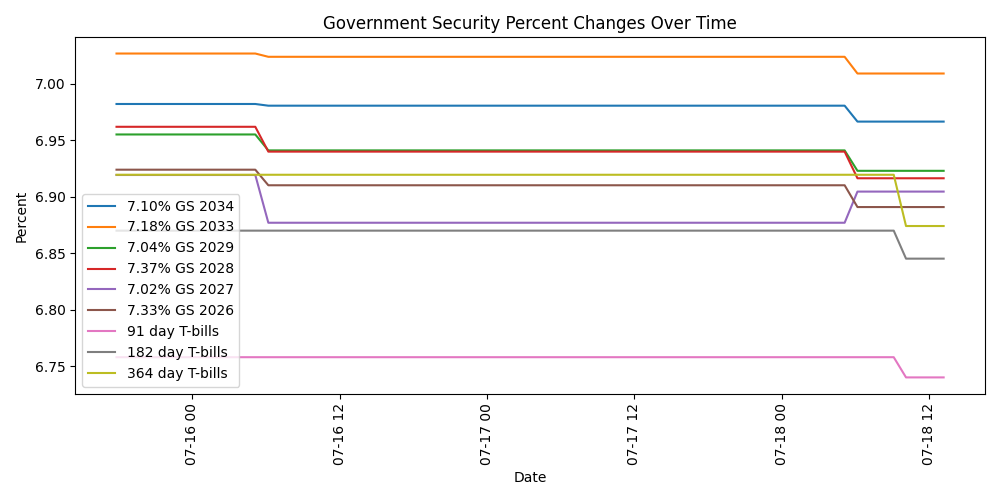 Government Security Percent Changes Over Time
Percent
7.00
6.95
6.90
6.85
6.80
6.75
7.10% GS 2034
7.18% GS 2033
7.04% GS 2029
7.37% GS 2028
7.02% GS 2027
7.33% GS 2026
91 day T-bills
182 day T-bills
364 day T-bills
07-16 00
07-16 12
07-17 00
07-17 12
07-18 00
07-18 12
Date